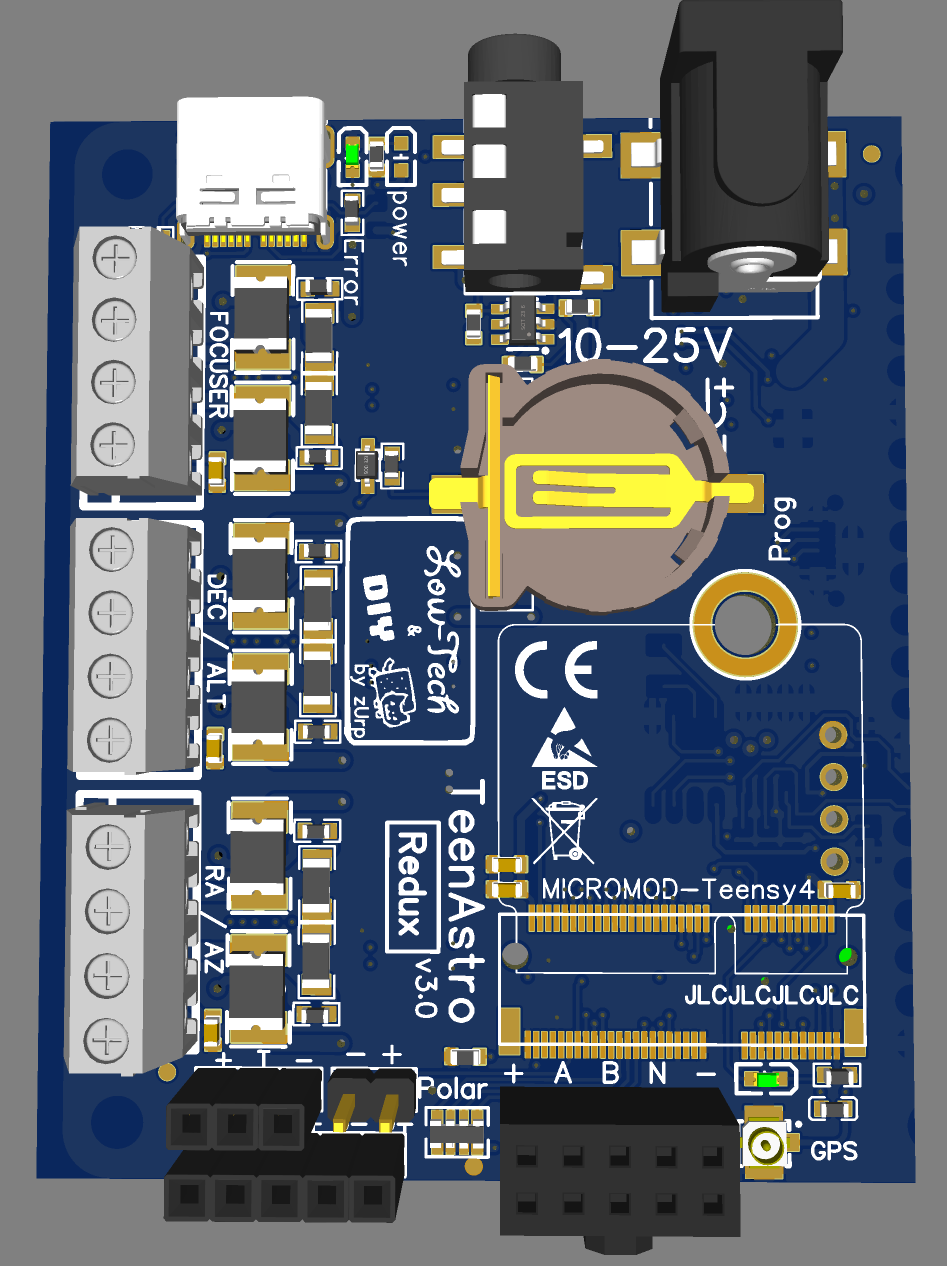 power
Error
10-25V
FOCUSER
Prog
Low-Tech
DIY
&
by zUrp
DEC / ALT
CE
ESD
TeenAstro
Redux
v3.0
MICROMOD-Teensy4
RA / AZ
JLCJLCJLCJLC
+ T - - +
Polar
+ A B N -
GPS